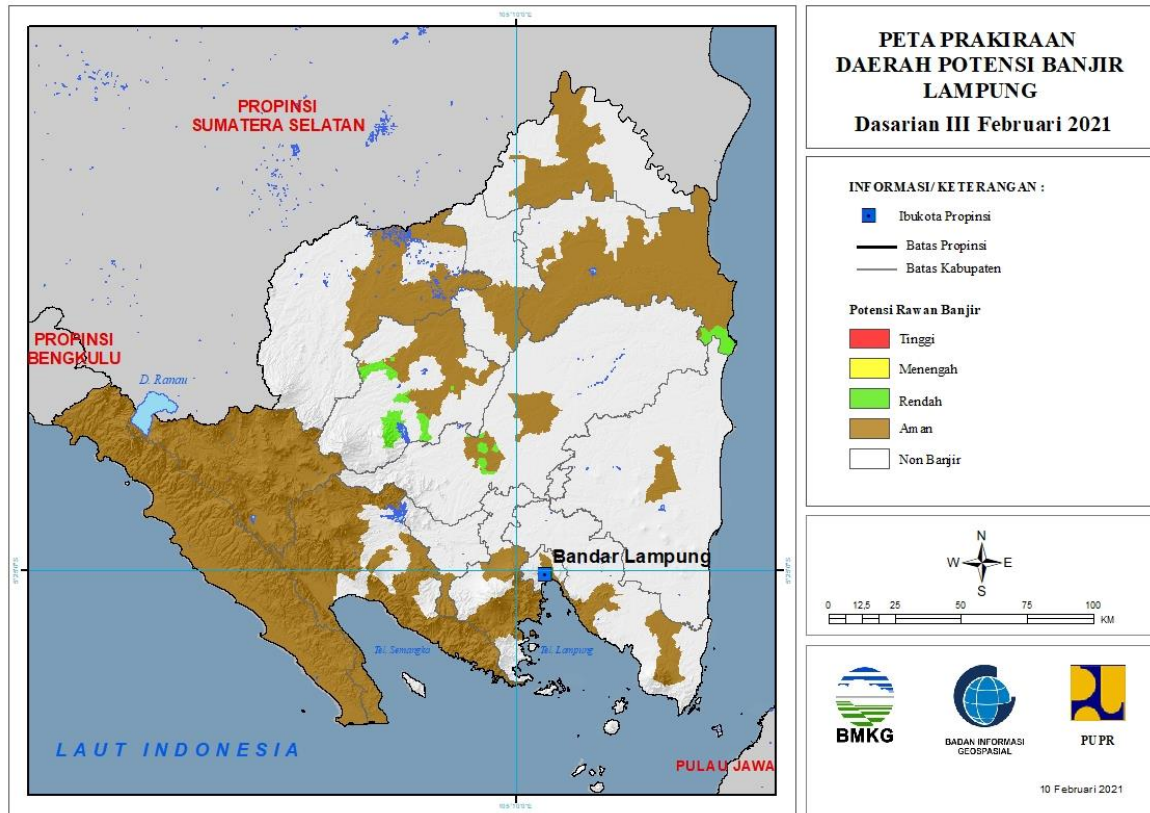 PROPINSI
SUMATERA SELATAN
PROPINSI
BENGKULU
D. Ranau
Bandar Lampung
Tel. Semangka
Tel. Lampung
LAUT INDONESIA
PULAU JAWA
PETA PRAKIRAAN
DAERAH POTENSI BANJIR
LAMPUNG
Dasarian III Februari 2021
INFORMASI/ KETERANGAN :
Ibukota Propinsi
Batas Propinsi
Batas Kabupaten
Potensi Rawan Banjir
Tinggi
Menengah
Rendah
Aman
Non Banjir
N
W E
S
0 12,5 25 50 75 100
KM
BMKG
BADAN INFORMASI
GEOSPASIAL
PUPR
10 Februari 2021